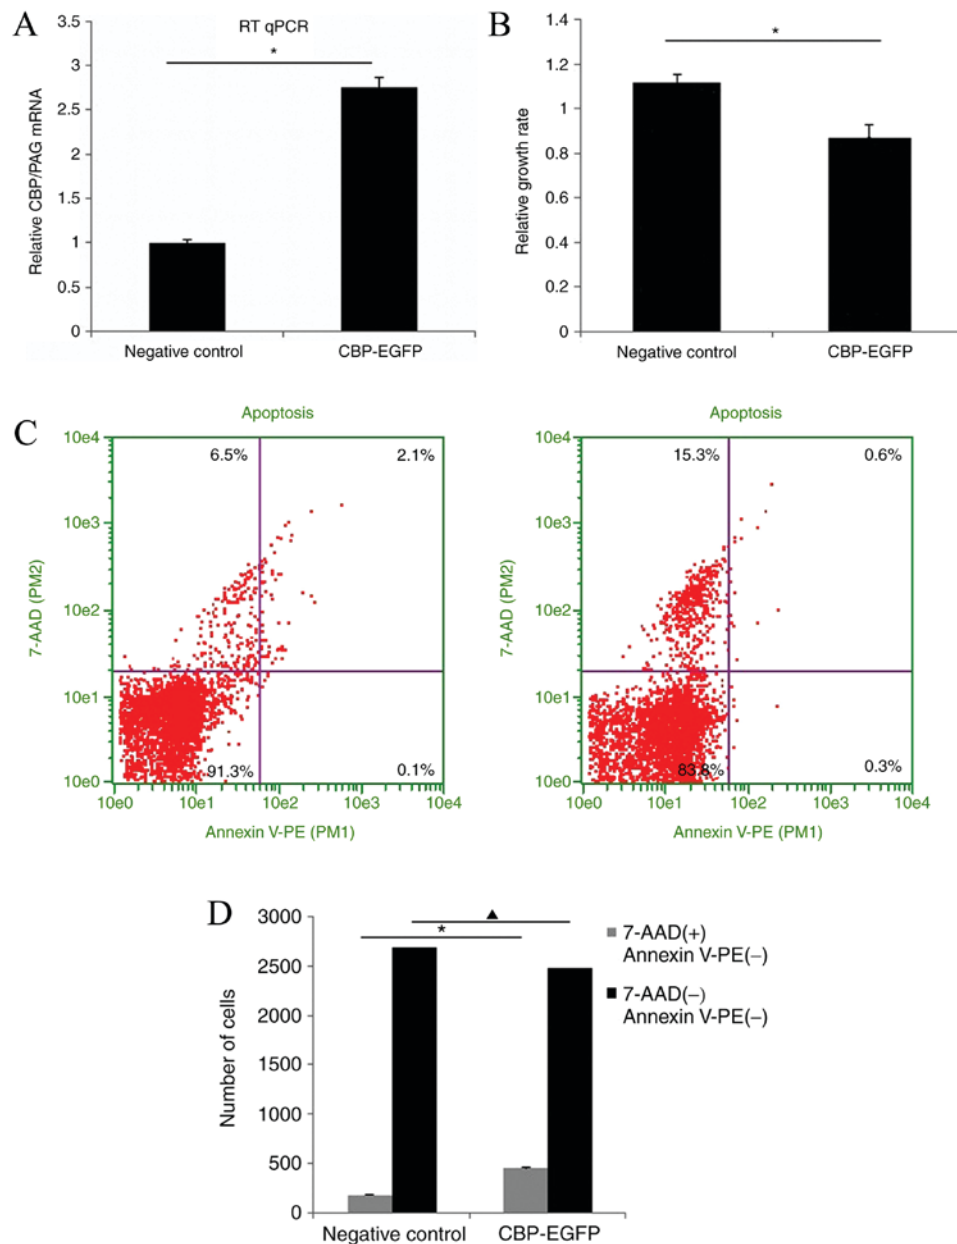 A
RT qPCR
*
Relative CBP/PAG mRNA
3.5
3
2.5
2
1.5
1
0.5
0
Negative control
CBP-EGFP
B
*
Relative growth rate
1.4
1.2
1
0.8
0.6
0.4
0.2
0
Negative control
CBP-EGFP
C
Apoptosis
7-AAD (PM2)
10e4
10e3
10e2
10e1
10e0
6.5%
2.1%
91.3%
0.1%
10e0
10e1
10e2
10e3
10e4
Annexin V-PE (PM1)
Apoptosis
7-AAD (PM2)
10e4
10e3
10e2
10e1
10e0
15.3%
0.6%
83.8%
0.3%
10e0
10e1
10e2
10e3
10e4
Annexin V-PE (PM1)
D
Number of cells
3000
2500
2000
1500
1000
500
0
*
▲
Negative control
CBP-EGFP
7-AAD(+)
Annexin V-PE(−)
7-AAD(−)
Annexin V-PE(−)